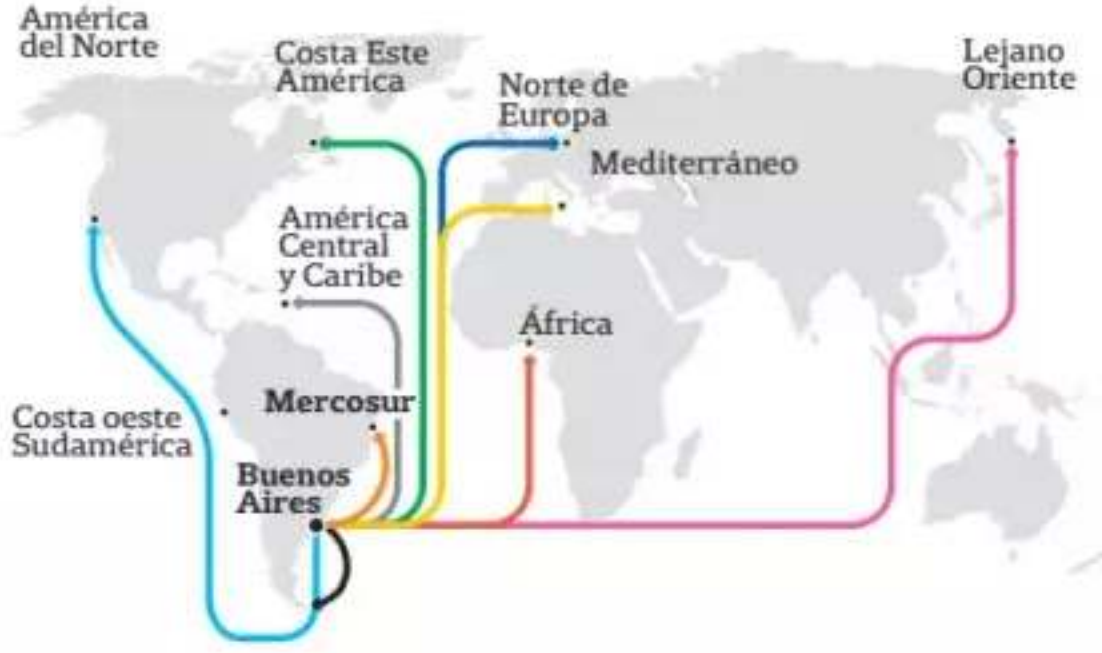 América
del Norte
Costa Este
América
Norte de
Europa
Lejano
Oriente
Mediterráneo
América
Central
y Caribe
África
Mercosur
Costa oeste
Sudamérica
Buenos
Aires